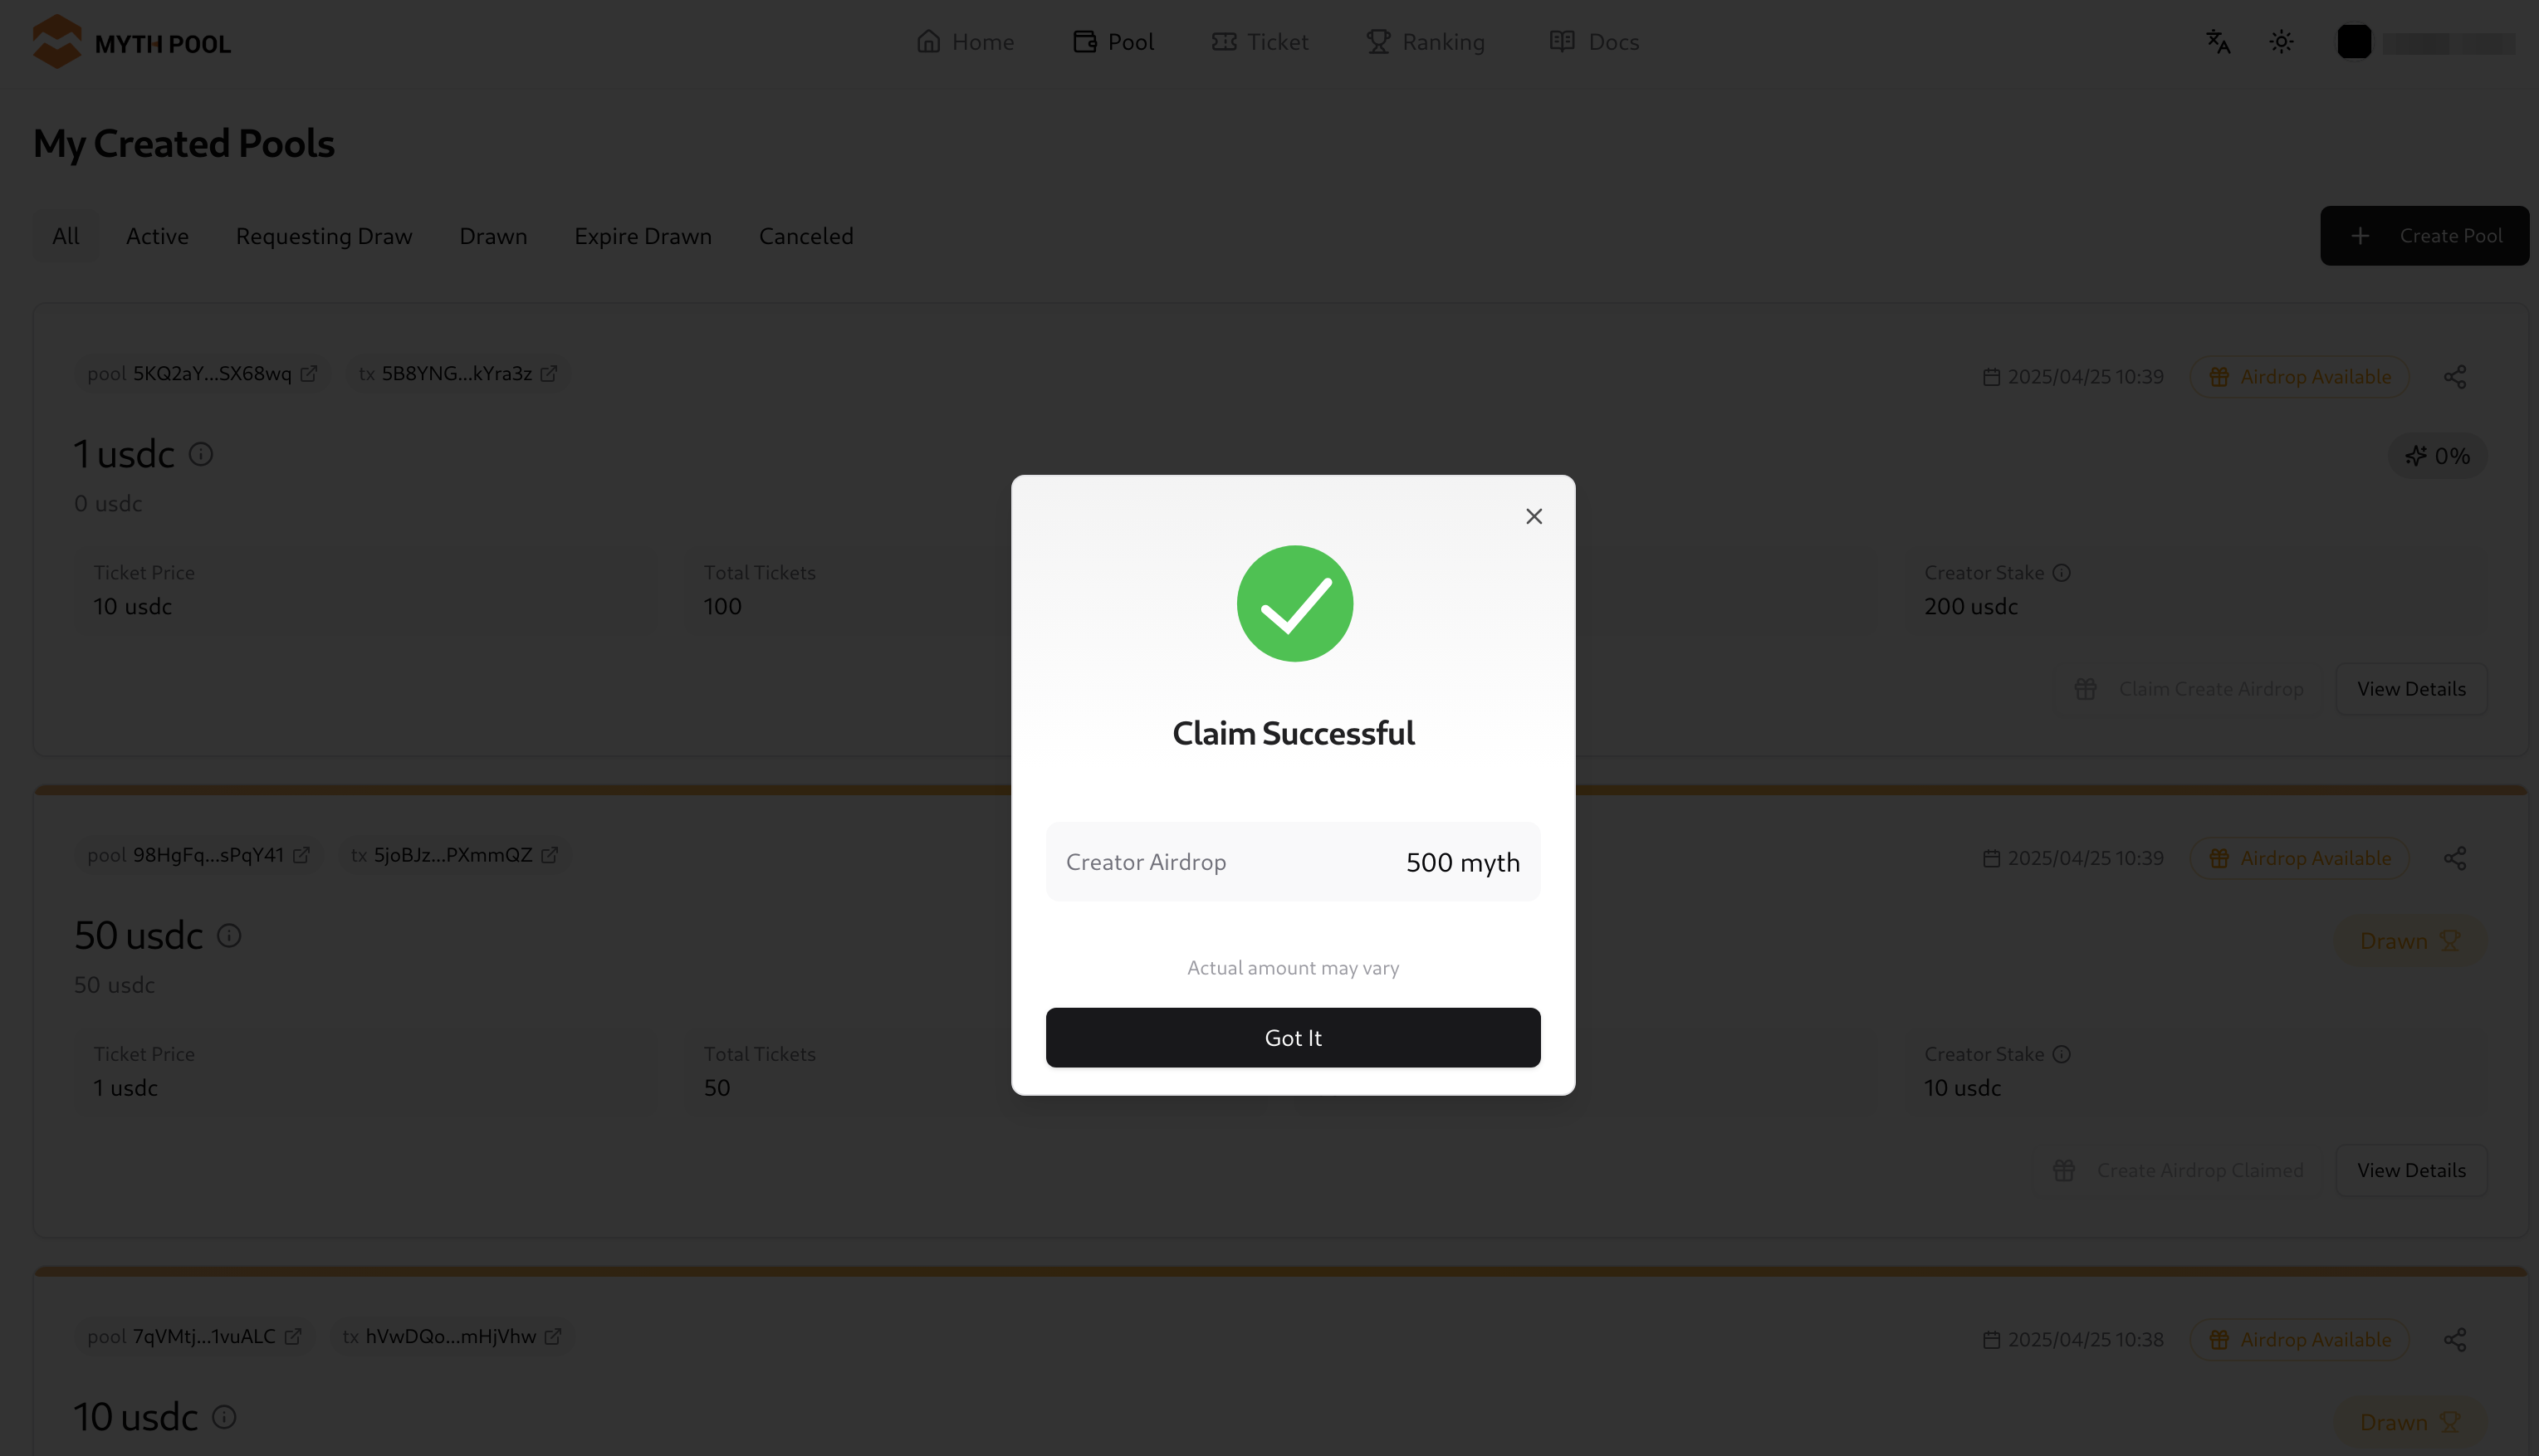 MYTH POOL
Home
Pool
Ticket
Ranking
Docs
My Created Pools
All
Active
Requesting Draw
Drawn
Expire Drawn
Canceled
+ Create Pool
pool 5KQ2aY...SX68wq
tx 5B8YNG...kYra3z
2025/04/25 10:39
Airdrop Available
1 usdc
0%
0 usdc
Ticket Price
10 usdc
Total Tickets
100
Creator Stake
200 usdc
Claim Create Airdrop
View Details
Claim Successful
Creator Airdrop
500 myth
Actual amount may vary
Got It
pool 98HgFq...sPqY41
tx 5joBJz...PXmmQZ
2025/04/25 10:39
Airdrop Available
50 usdc
Drawn
50 usdc
Ticket Price
1 usdc
Total Tickets
50
Creator Stake
10 usdc
Create Airdrop Claimed
View Details
pool 7qVMtj...1vuALC
tx hVwDQo...mHjVhw
2025/04/25 10:38
Airdrop Available
10 usdc
Drawn